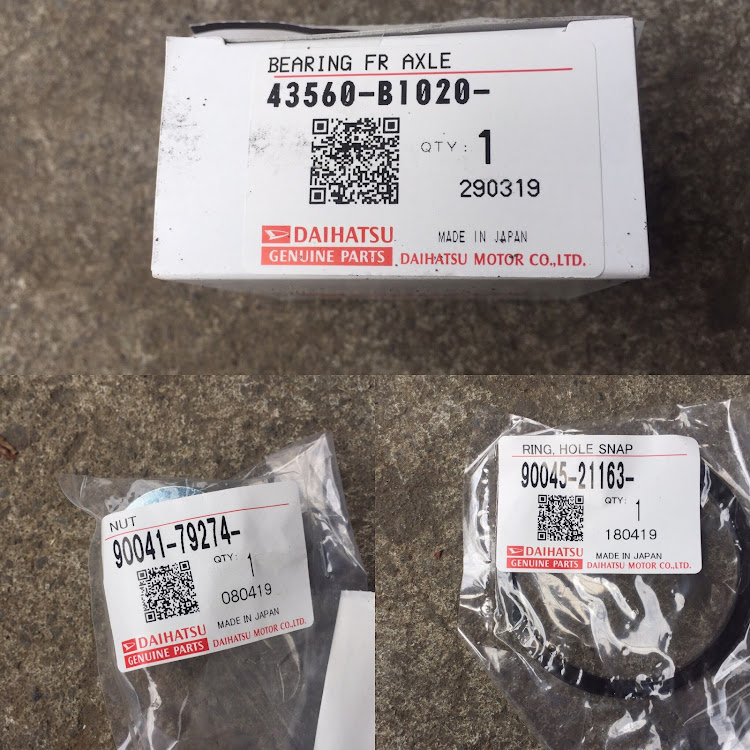 BEARING FR AXLE
43560-B1020-
QTY: 1
290319
DAIHATSU
MADE IN JAPAN
GENUINE PARTS
DAIHATSU MOTOR CO.,LTD.
NUT
90041-79274-
QTY: 1
080419
MADE IN JAPAN
DAIHATSU
GENUINE PARTS
DAIHATSU MOTOR CO.,LTD.
RING, HOLE SNAP
90045-21163-
QTY: 1
180419
DAIHATSU
MADE IN JAPAN
GENUINE PARTS
DAIHATSU MOTOR CO.,LTD.